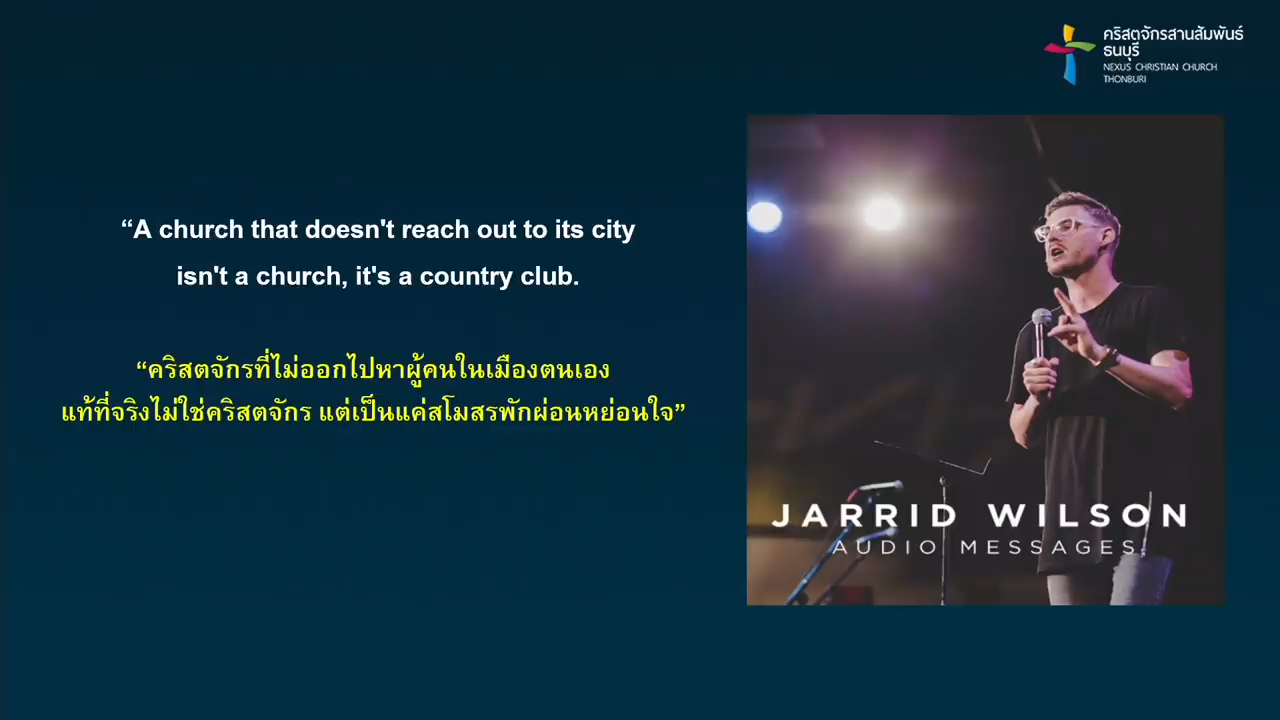 คริสตจักรสานสัมพันธ์
ธนบุรี
NEXUS CHRISTIAN CHURCH
THONBURI
“A church that doesn't reach out to its city
isn't a church, it's a country club.
“คริสตจักรที่ไม่ออกไปหาผู้คนในเมืองตนเอง
แท้ที่จริงไม่ใช่คริสตจักร แต่เป็นแค่สโมสรพักผ่อนหย่อนใจ”
JARRID WILSON
AUDIO MESSAGES